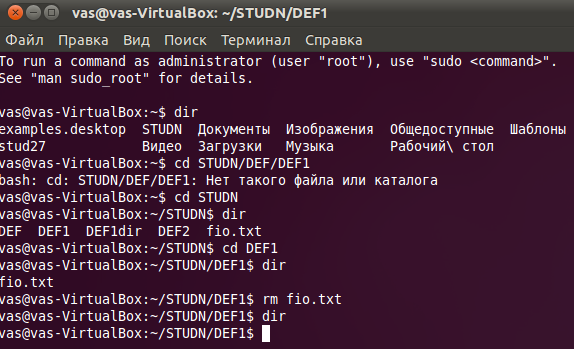 vas@vas-VirtualBox: ~/STUDN/DEF1
Файл Правка Вид Поиск Терминал Справка
To run a command as administrator (user "root"), use "sudo <command>".
See "man sudo_root" for details.
vas@vas-VirtualBox:~$ dir
examples.desktop STUDN Документы Изображения Общедоступные Шаблоны
stud27 Видео Загрузки Музыка Рабочий\ стол
vas@vas-VirtualBox:~$ cd STUDN/DEF/DEF1
bash: cd: STUDN/DEF/DEF1: Нет такого файла или каталога
vas@vas-VirtualBox:~$ cd STUDN
vas@vas-VirtualBox:~/STUDN$ dir
DEF DEF1 DEF1dir DEF2 fio.txt
vas@vas-VirtualBox:~/STUDN$ cd DEF1
vas@vas-VirtualBox:~/STUDN/DEF1$ dir
fio.txt
vas@vas-VirtualBox:~/STUDN/DEF1$ rm fio.txt
vas@vas-VirtualBox:~/STUDN/DEF1$ dir
vas@vas-VirtualBox:~/STUDN/DEF1$